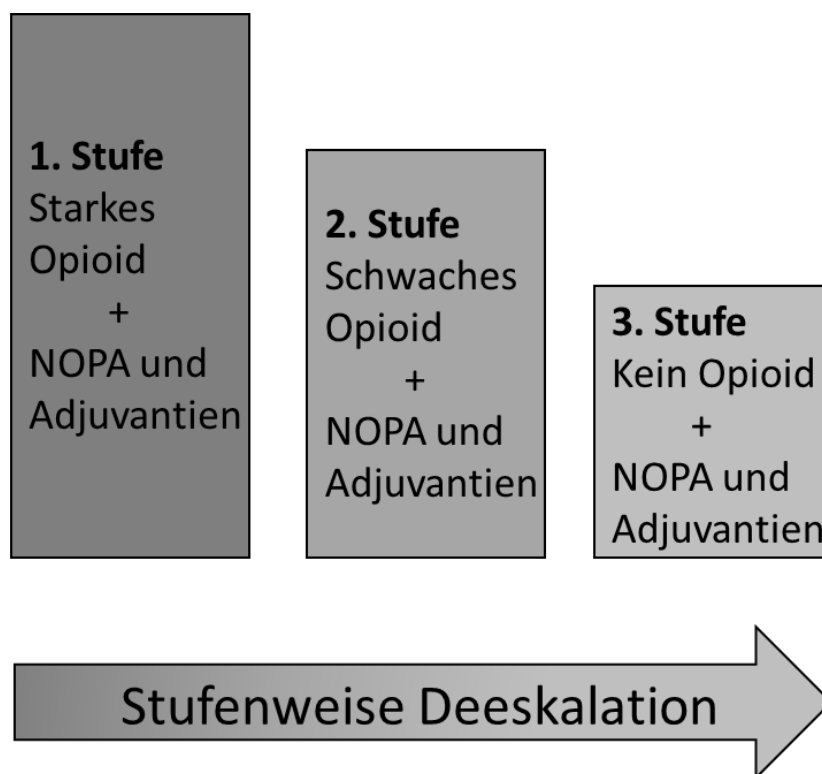 1. Stufe
Starkes
Opioid
+
NOPA und
Adjuvantien
2. Stufe
Schwaches
Opioid
+
NOPA und
Adjuvantien
3. Stufe
Kein Opioid
+
NOPA und
Adjuvantien
Stufenweise Deeskalation